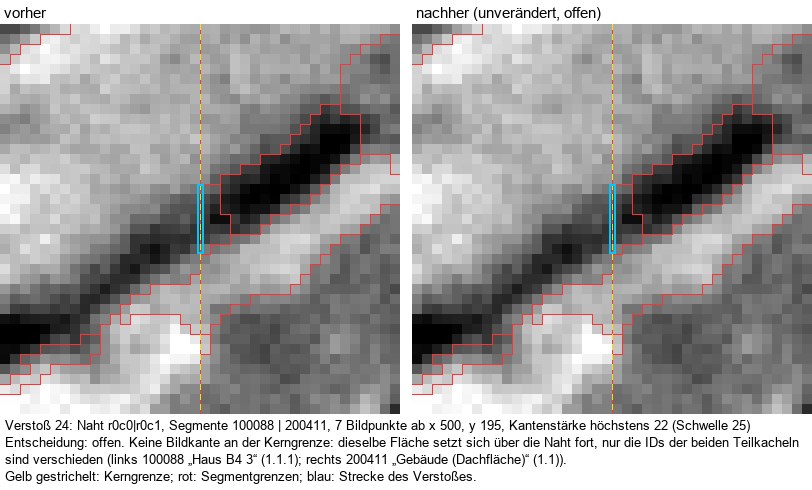 vorher
nachher (unverändert, offen)
Verstoß 24: Naht r0c0|r0c1, Segmente 100088 | 200411, 7 Bildpunkte ab x 500, y 195, Kantenstärke höchstens 22 (Schwelle 25)
Entscheidung: offen. Keine Bildkante an der Kerngrenze: dieselbe Fläche setzt sich über die Naht fort, nur die IDs der beiden Teilkacheln
sind verschieden (links 100088 „Haus B4 3“ (1.1.1); rechts 200411 „Gebäude (Dachfläche)“ (1.1)).
Gelb gestrichelt: Kerngrenze; rot: Segmentgrenzen; blau: Strecke des Verstoßes.